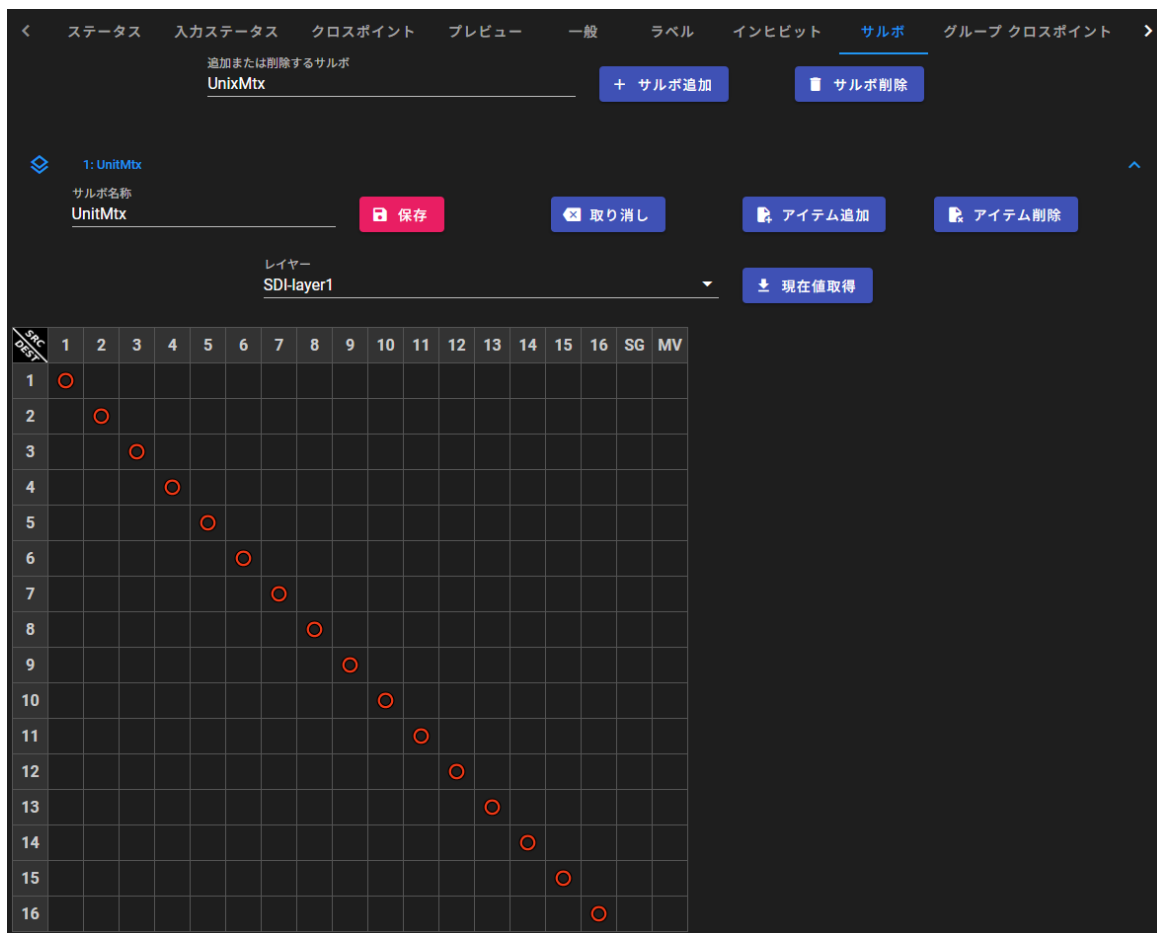 ステータス 入力ステータス クロスポイント プレビュー 一般 ラベル インヒビット サルボ グループ クロスポイント
追加または削除するサルボ
UnixMtx + サルボ追加 サルボ削除
1: UnitMtx
サルボ名称
UnitMtx 保存 取り消し アイテム追加 アイテム削除
レイヤー
SDI-layer1 現在値取得
SRC
DEST 1 2 3 4 5 6 7 8 9 10 11 12 13 14 15 16 SG MV
1
2
3
4
5
6
7
8
9
10
11
12
13
14
15
16